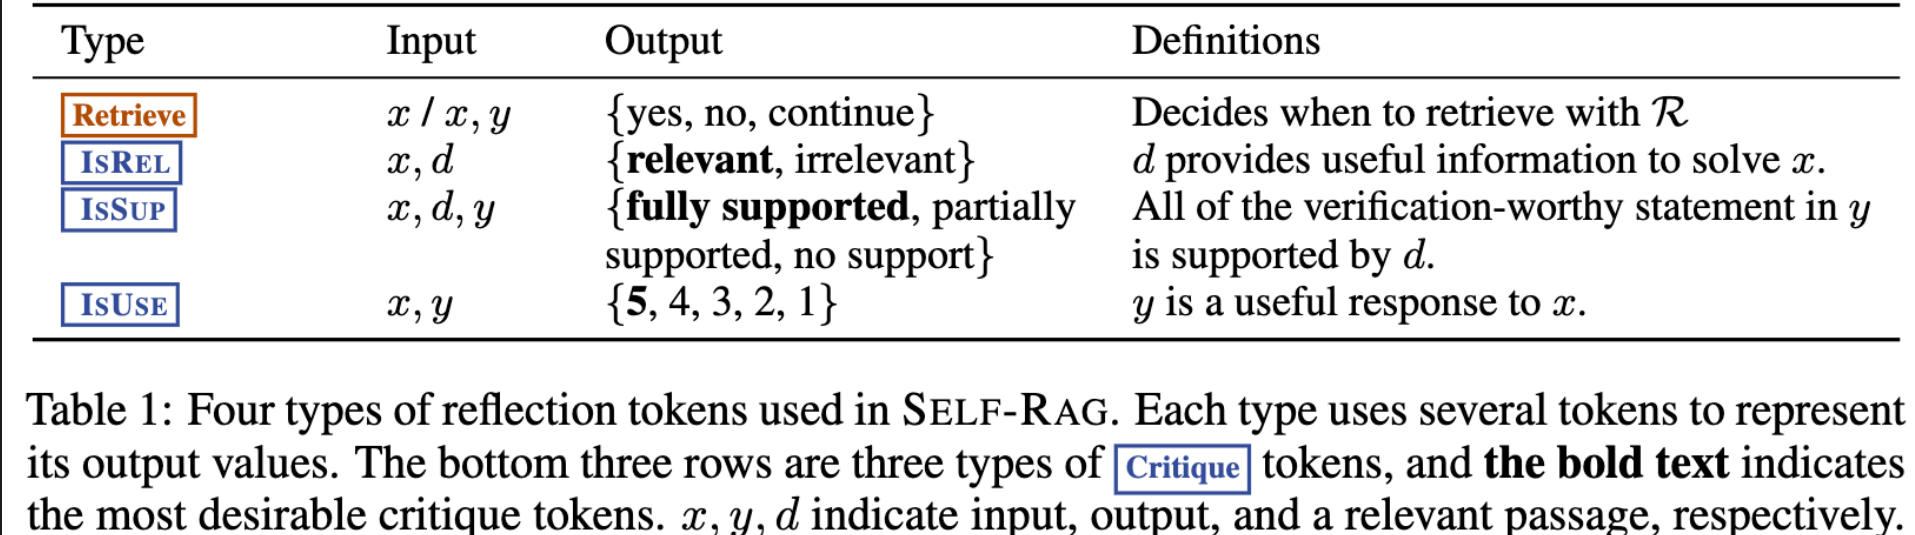 Type Input Output Definitions
Retrieve x / x, y {yes, no, continue} Decides when to retrieve with R
ISREL x, d {relevant, irrelevant} d provides useful information to solve x.
ISSUP x, d, y {fully supported, partially All of the verification-worthy statement in y
supported, no support} is supported by d.
ISUSE x, y {5, 4, 3, 2, 1} y is a useful response to x.
Table 1: Four types of reflection tokens used in SELF-RAG. Each type uses several tokens to represent
its output values. The bottom three rows are three types of Critique tokens, and the bold text indicates
the most desirable critique tokens. x, y, d indicate input, output, and a relevant passage, respectively.